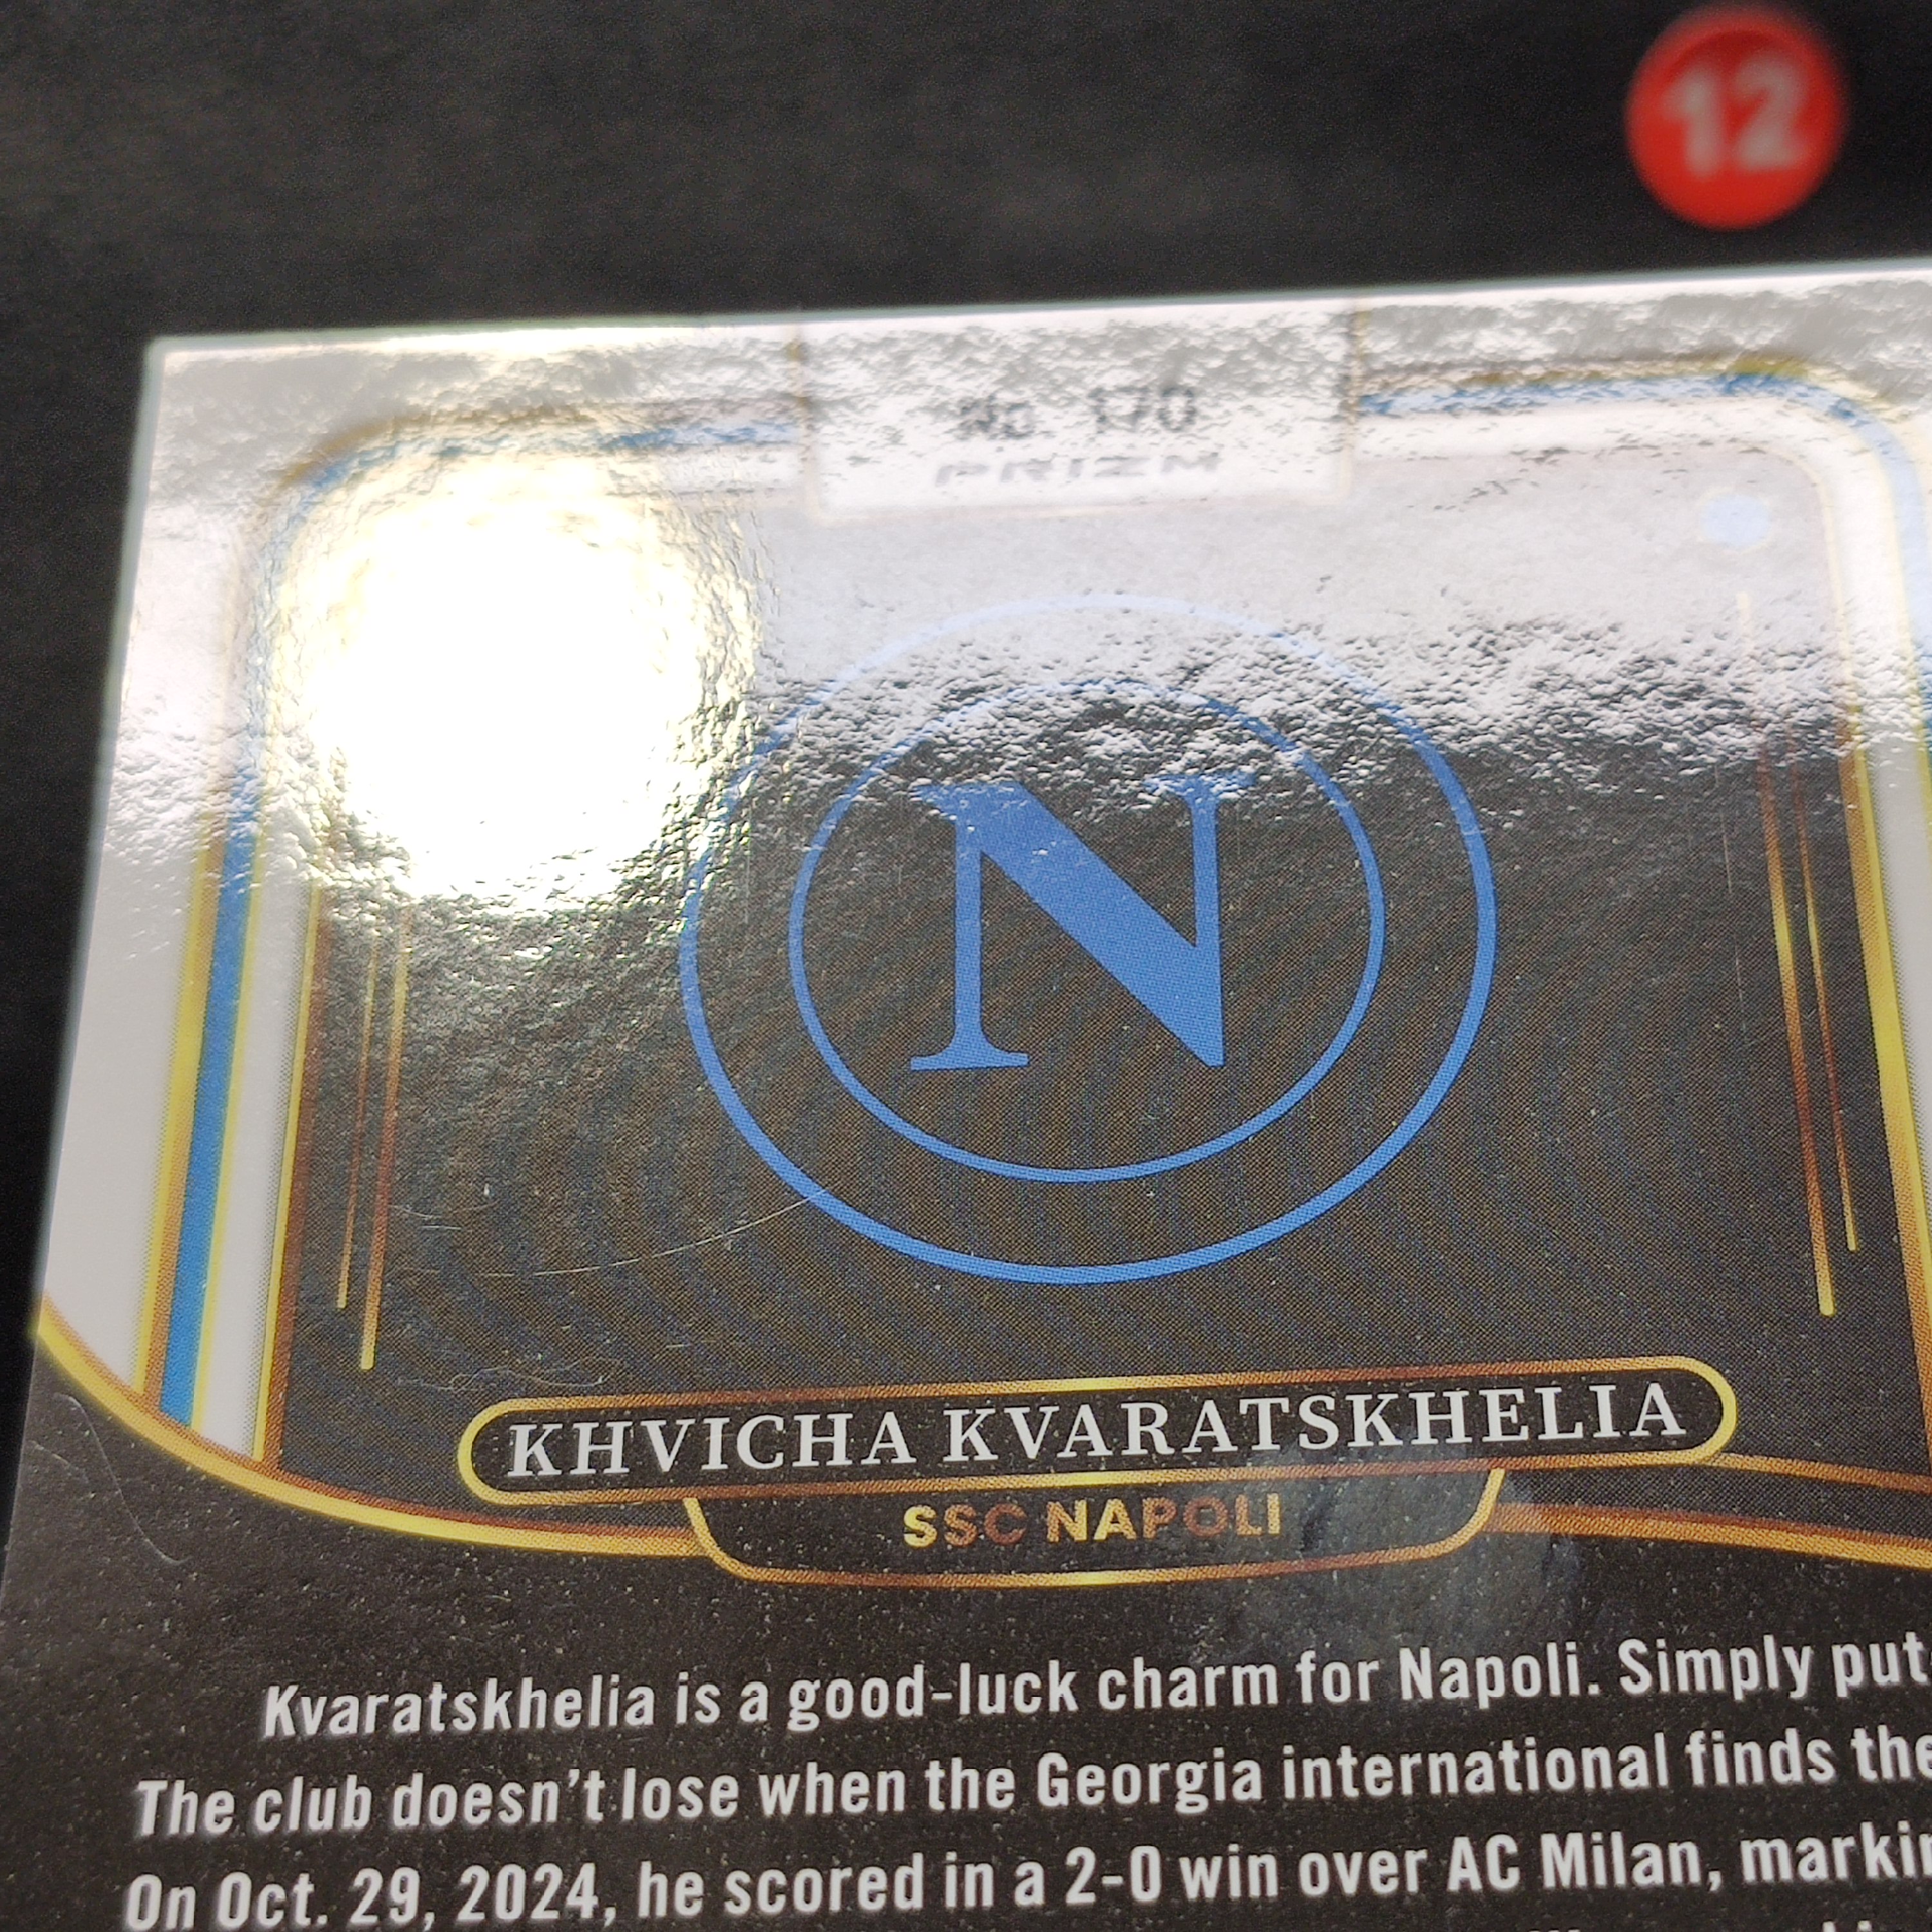 12
No. 170
PRIZM
N
KHVICHA KVARATSKHELIA
SSC NAPOLI
Kvaratskhelia is a good-luck charm for Napoli. Simply put
The club doesn't lose when the Georgia international finds the
On Oct. 29, 2024, he scored in a 2-0 win over AC Milan,